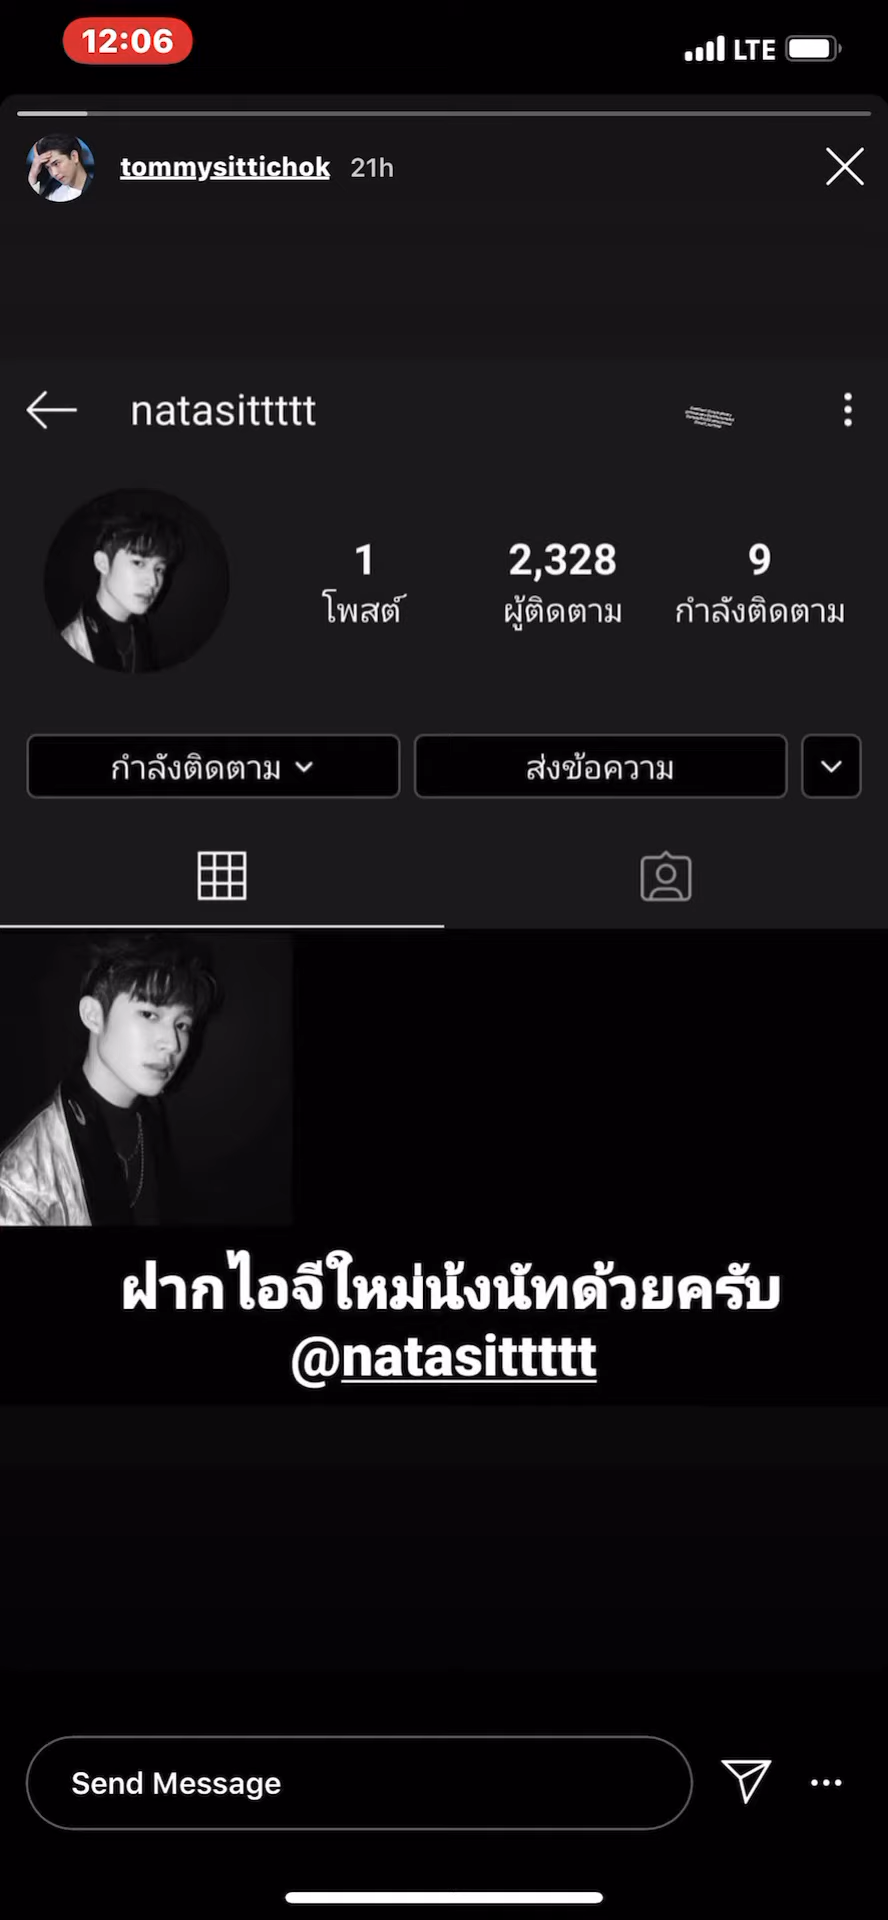 12:06
LTE
tommysittichok 21h
natasittttt
1 2,328 9
โพสต์ ผู้ติดตาม กำลังติดตาม
กำลังติดตาม ส่งข้อความ
ฝากไอจีใหม่น้งนัทด้วยครับ
@natasittttt
Send Message